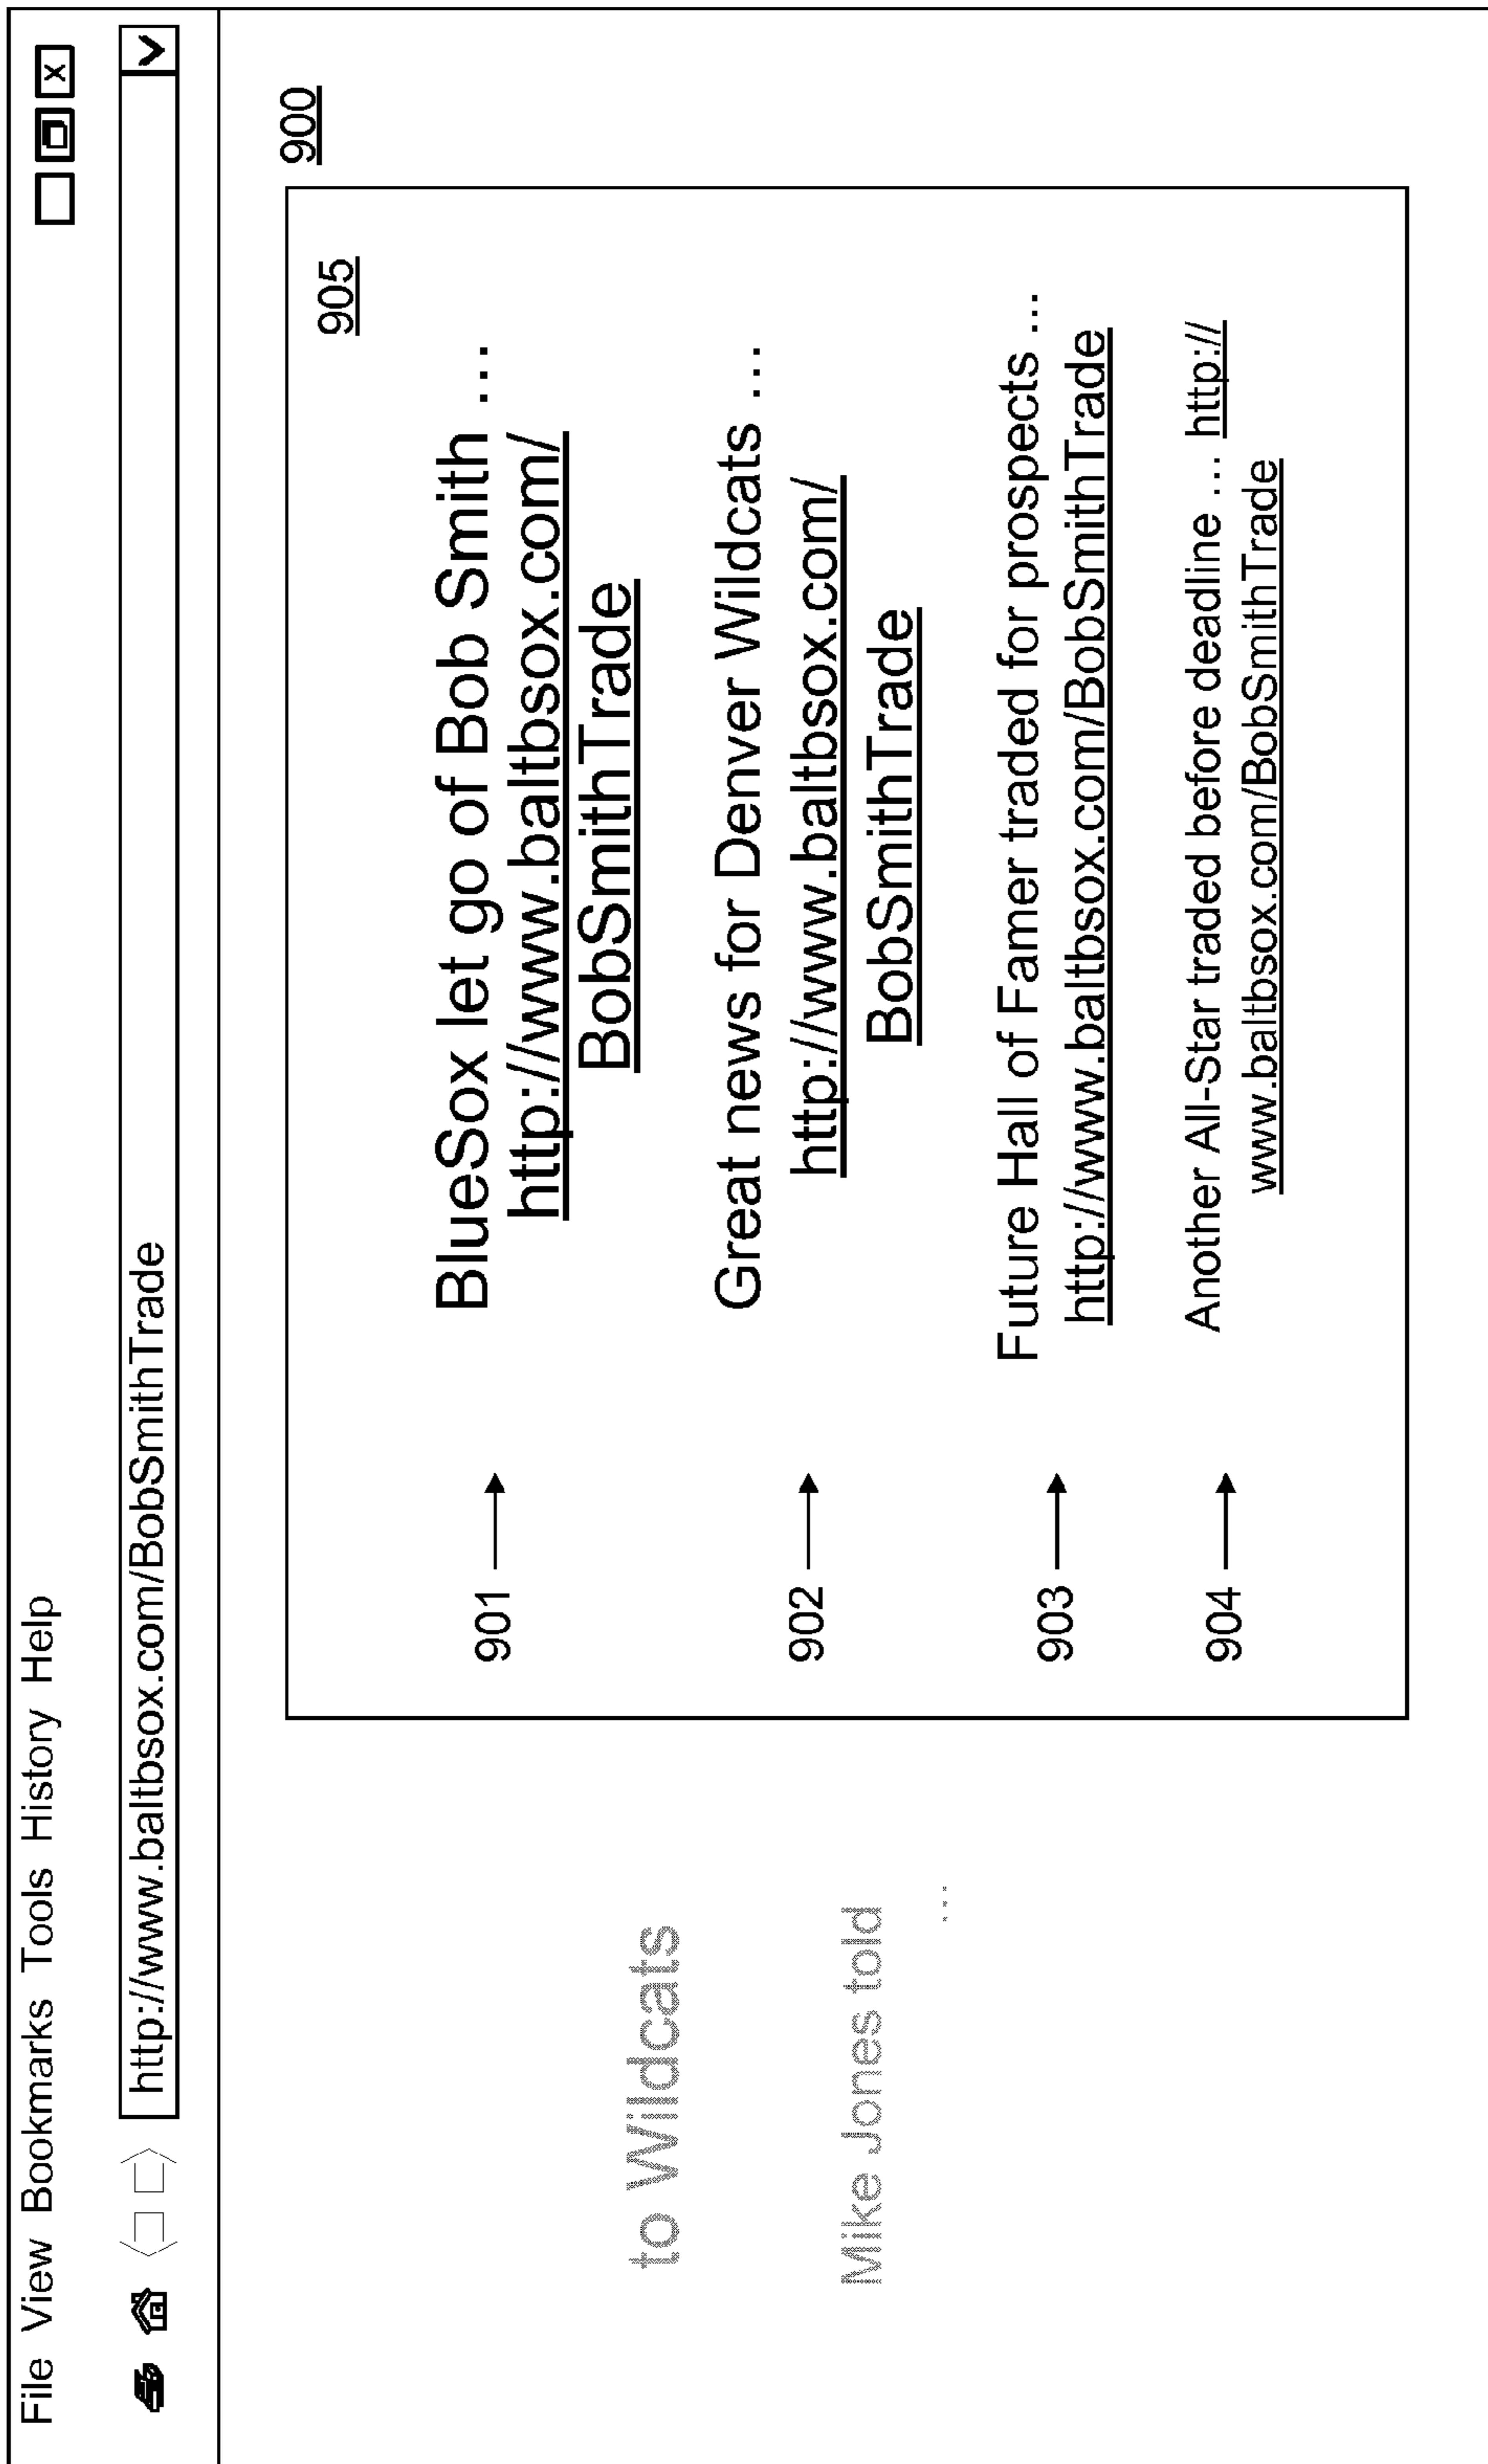 File View Bookmarks Tools History Help
X
http://www.baltbsox.com/BobSmithTrade
900
905
901
BlueSox let go of Bob Smith ...
http://www.baltbsox.com/
BobSmithTrade
to Wildcats
902
Great news for Denver Wildcats ...
http://www.baltbsox.com/
BobSmithTrade
Mike Jones told
...
903
Future Hall of Famer traded for prospects ...
http://www.baltbsox.com/BobSmithTrade
904
Another All-Star traded before deadline ... http://
www.baltbsox.com/BobSmithTrade